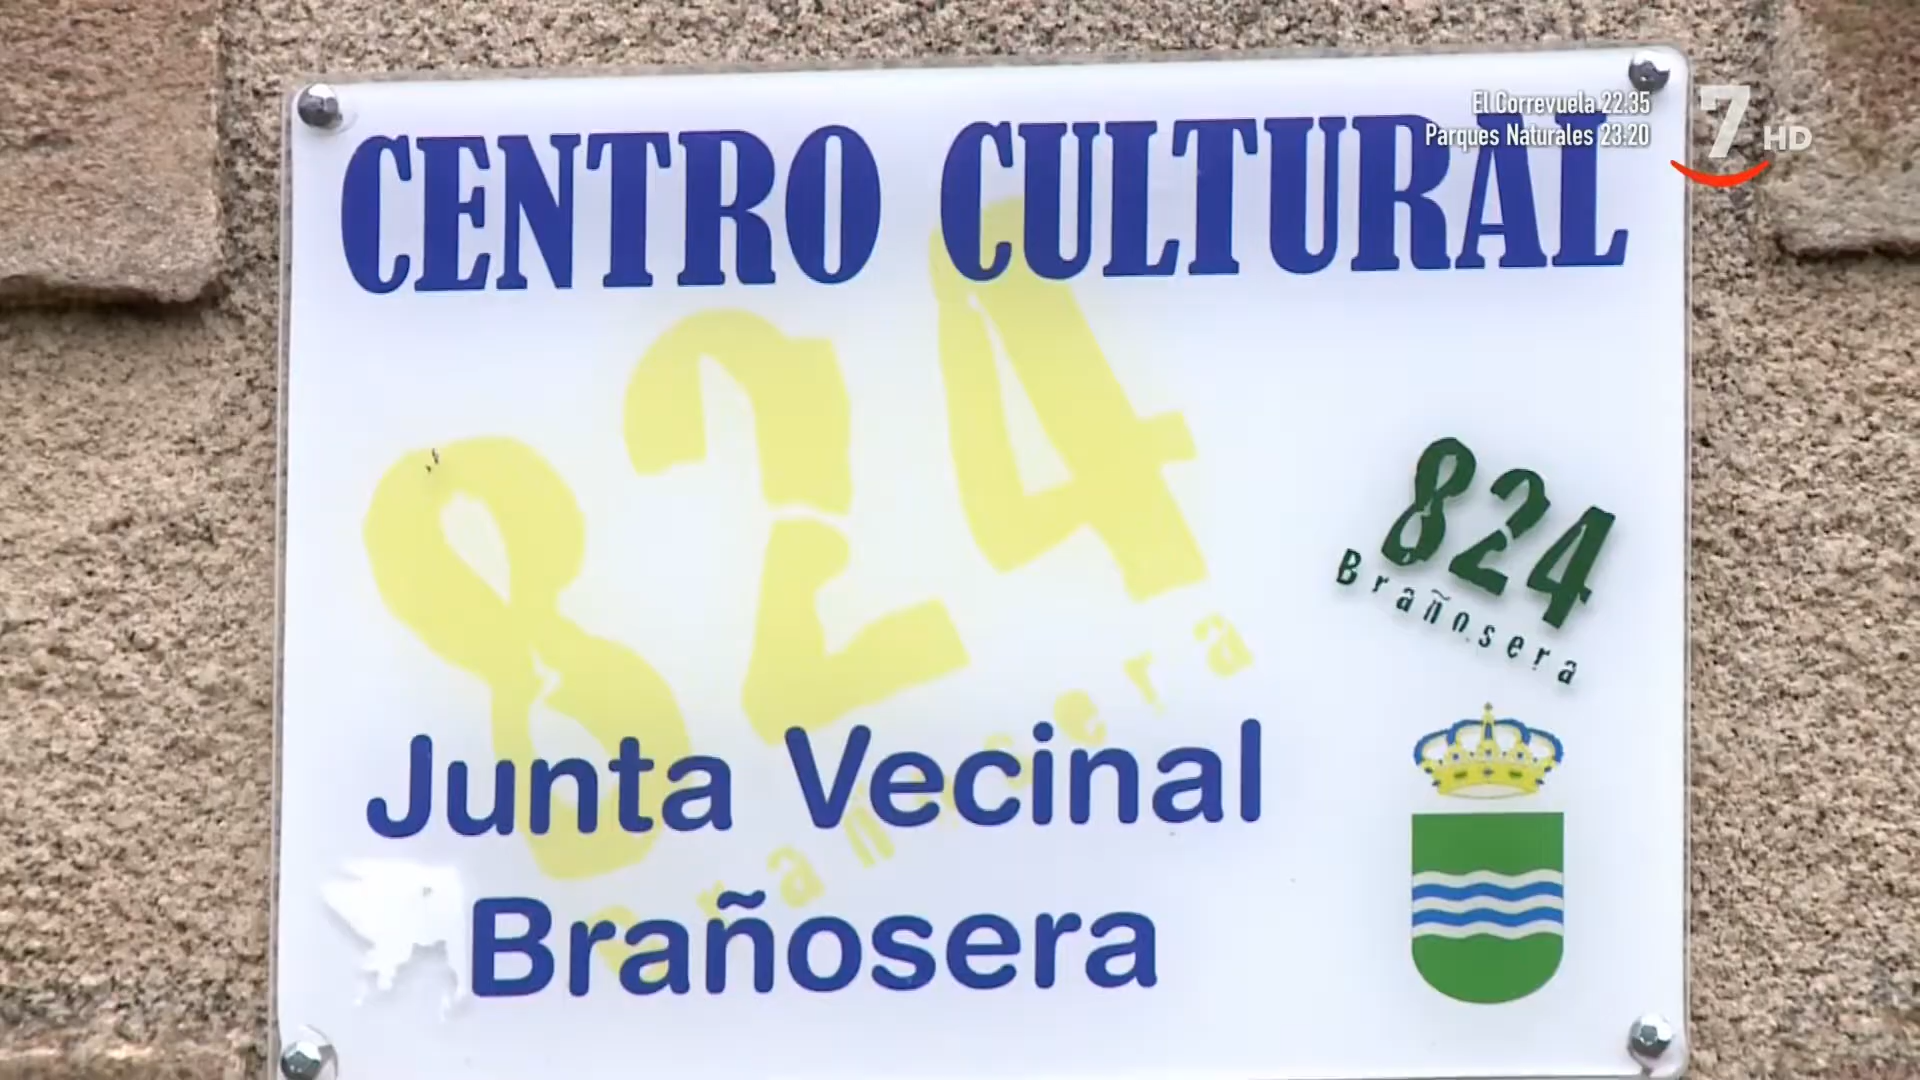 El Correvuela 22:35
Parques Naturales 23:20
7 HD
CENTRO CULTURAL
824
Brañosera
824
Brañosera
Junta Vecinal
Brañosera